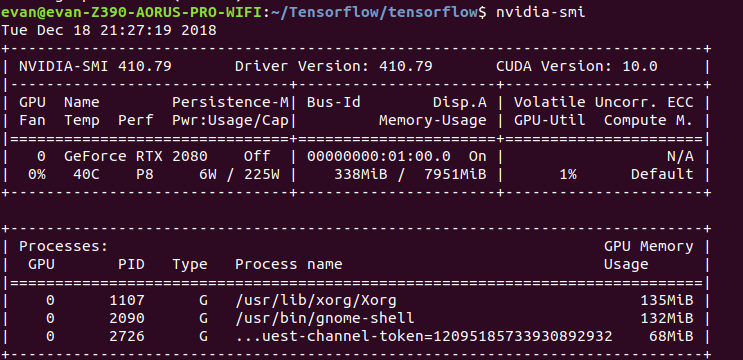 evan@evan-Z390-AORUS-PRO-WIFI:~/Tensorflow/tensorflow$ nvidia-smi
Tue Dec 18 21:27:19 2018
+-----------------------------------------------------------------------------+
| NVIDIA-SMI 410.79       Driver Version: 410.79       CUDA Version: 10.0     |
|-------------------------------+----------------------+----------------------+
| GPU  Name        Persistence-M| Bus-Id        Disp.A | Volatile Uncorr. ECC |
| Fan  Temp  Perf  Pwr:Usage/Cap|         Memory-Usage | GPU-Util  Compute M. |
|===============================+======================+======================|
|   0  GeForce RTX 2080    Off  | 00000000:01:00.0  On |                  N/A |
|  0%   40C    P8     6W / 225W |    338MiB /  7951MiB |      1%      Default |
+-------------------------------+----------------------+----------------------+
+-----------------------------------------------------------------------------+
| Processes:                                                       GPU Memory |
|  GPU       PID   Type   Process name                             Usage      |
|=============================================================================|
|    0      1107      G   /usr/lib/xorg/Xorg                           135MiB |
|    0      2090      G   /usr/bin/gnome-shell                         132MiB |
|    0      2726      G   ...uest-channel-token=12095185733930892932    68MiB |
+-----------------------------------------------------------------------------+